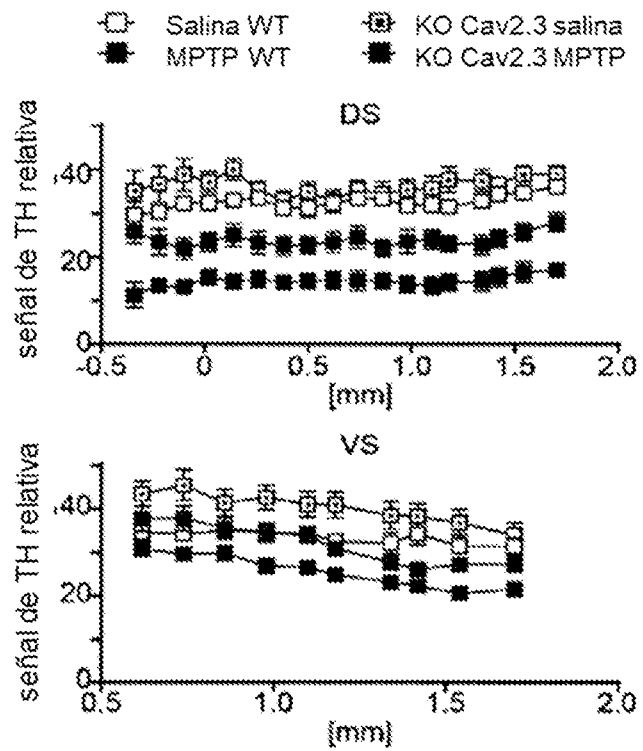 Salina WT
KO Cav2.3 salina
MPTP WT
KO Cav2.3 MPTP
DS
señal de TH relativa
40
20
0
-0.5
0
0.5
1.0
1.5
2.0
[mm]
VS
señal de TH relativa
40
20
0
0.5
1.0
1.5
2.0
[mm]